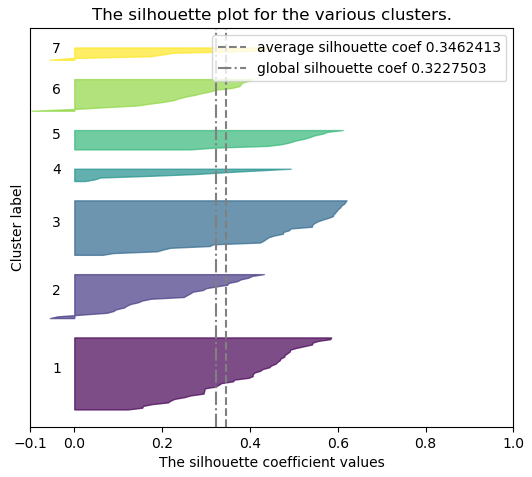 The silhouette plot for the various clusters.
average silhouette coef 0.3462413
global silhouette coef 0.3227503
7
6
5
4
3
2
1
Cluster label
−0.1 0.0 0.2 0.4 0.6 0.8 1.0
The silhouette coefficient values